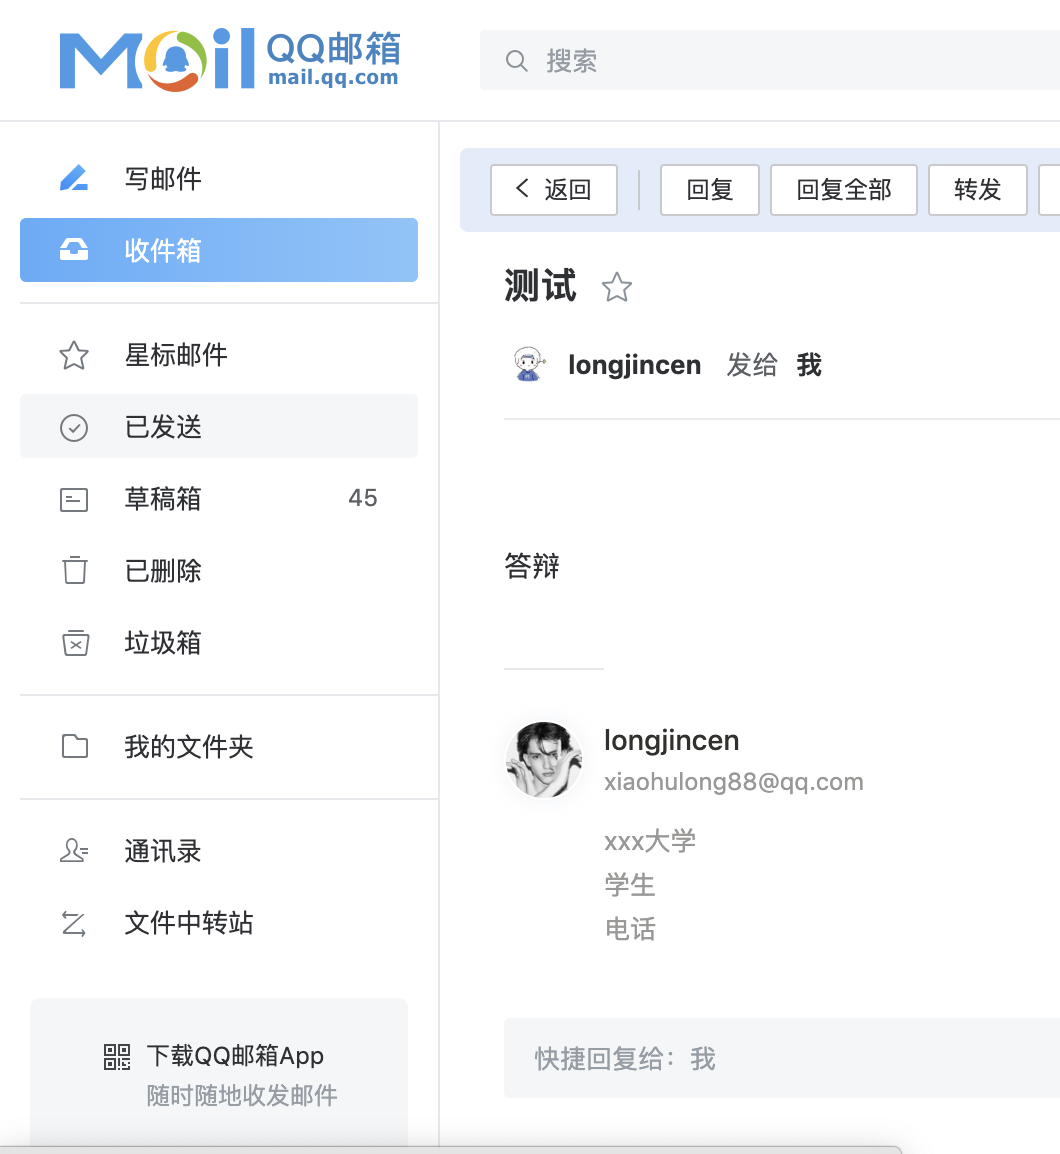 Mail QQ邮箱
mail.qq.com
搜索
写邮件
收件箱
星标邮件
已发送
草稿箱 45
已删除
垃圾箱
我的文件夹
通讯录
文件中转站
下载QQ邮箱App
随时随地收发邮件
返回 回复 回复全部 转发
测试
longjincen 发给 我
答辩
longjincen
xiaohulong88@qq.com
xxx大学
学生
电话
快捷回复给：我